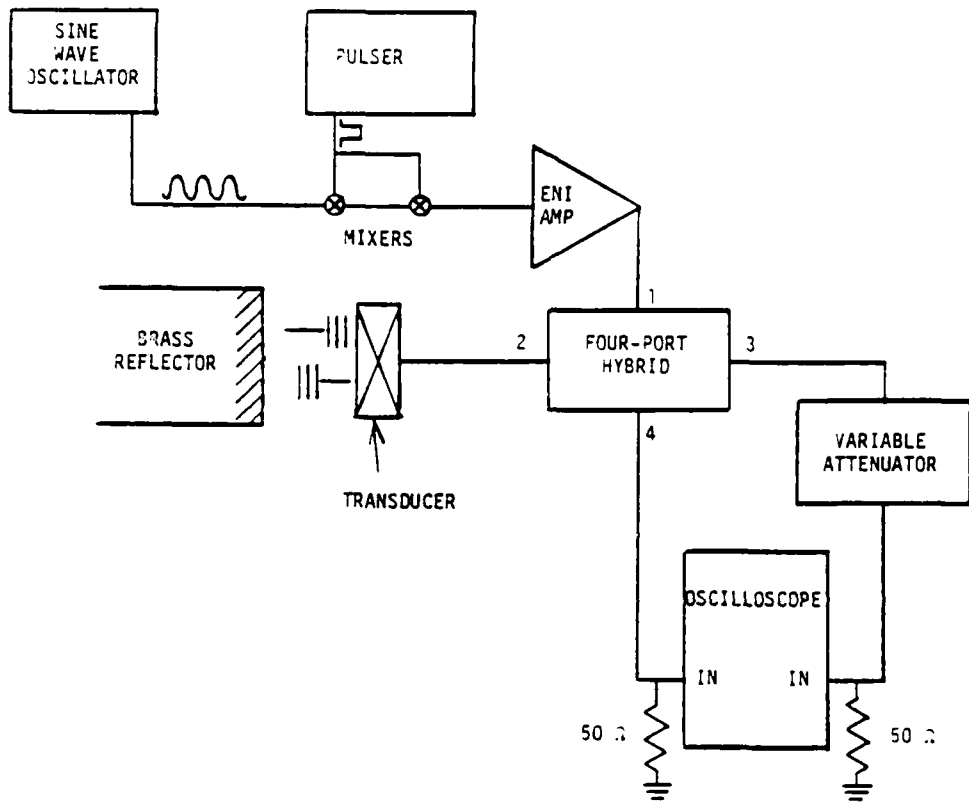 SINE
WAVE
OSCILLATOR
PULSER
ENI
AMP
MIXERS
1
BRASS
REFLECTOR
2
FOUR-PORT
HYBRID
3
4
VARIABLE
ATTENUATOR
TRANSDUCER
OSCILLOSCOPE
IN
IN
50 Ω
50 Ω